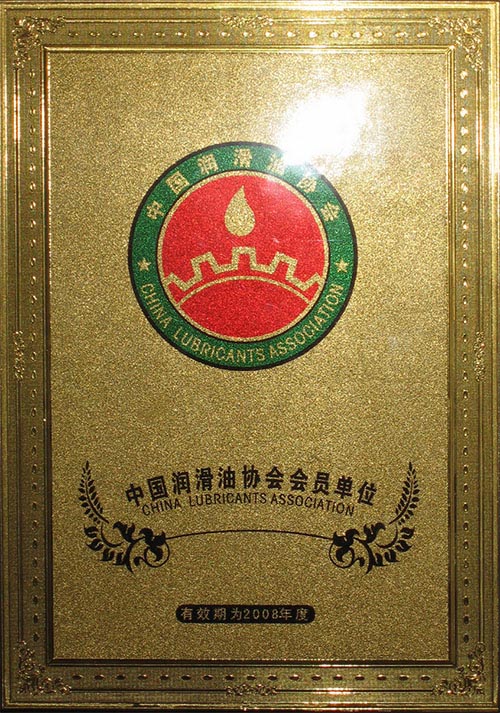 中国润滑油协会
CHINA LUBRICANTS ASSOCIATION
中国润滑油协会会员单位
CHINA LUBRICANTS ASSOCIATION
有效期为2008年度